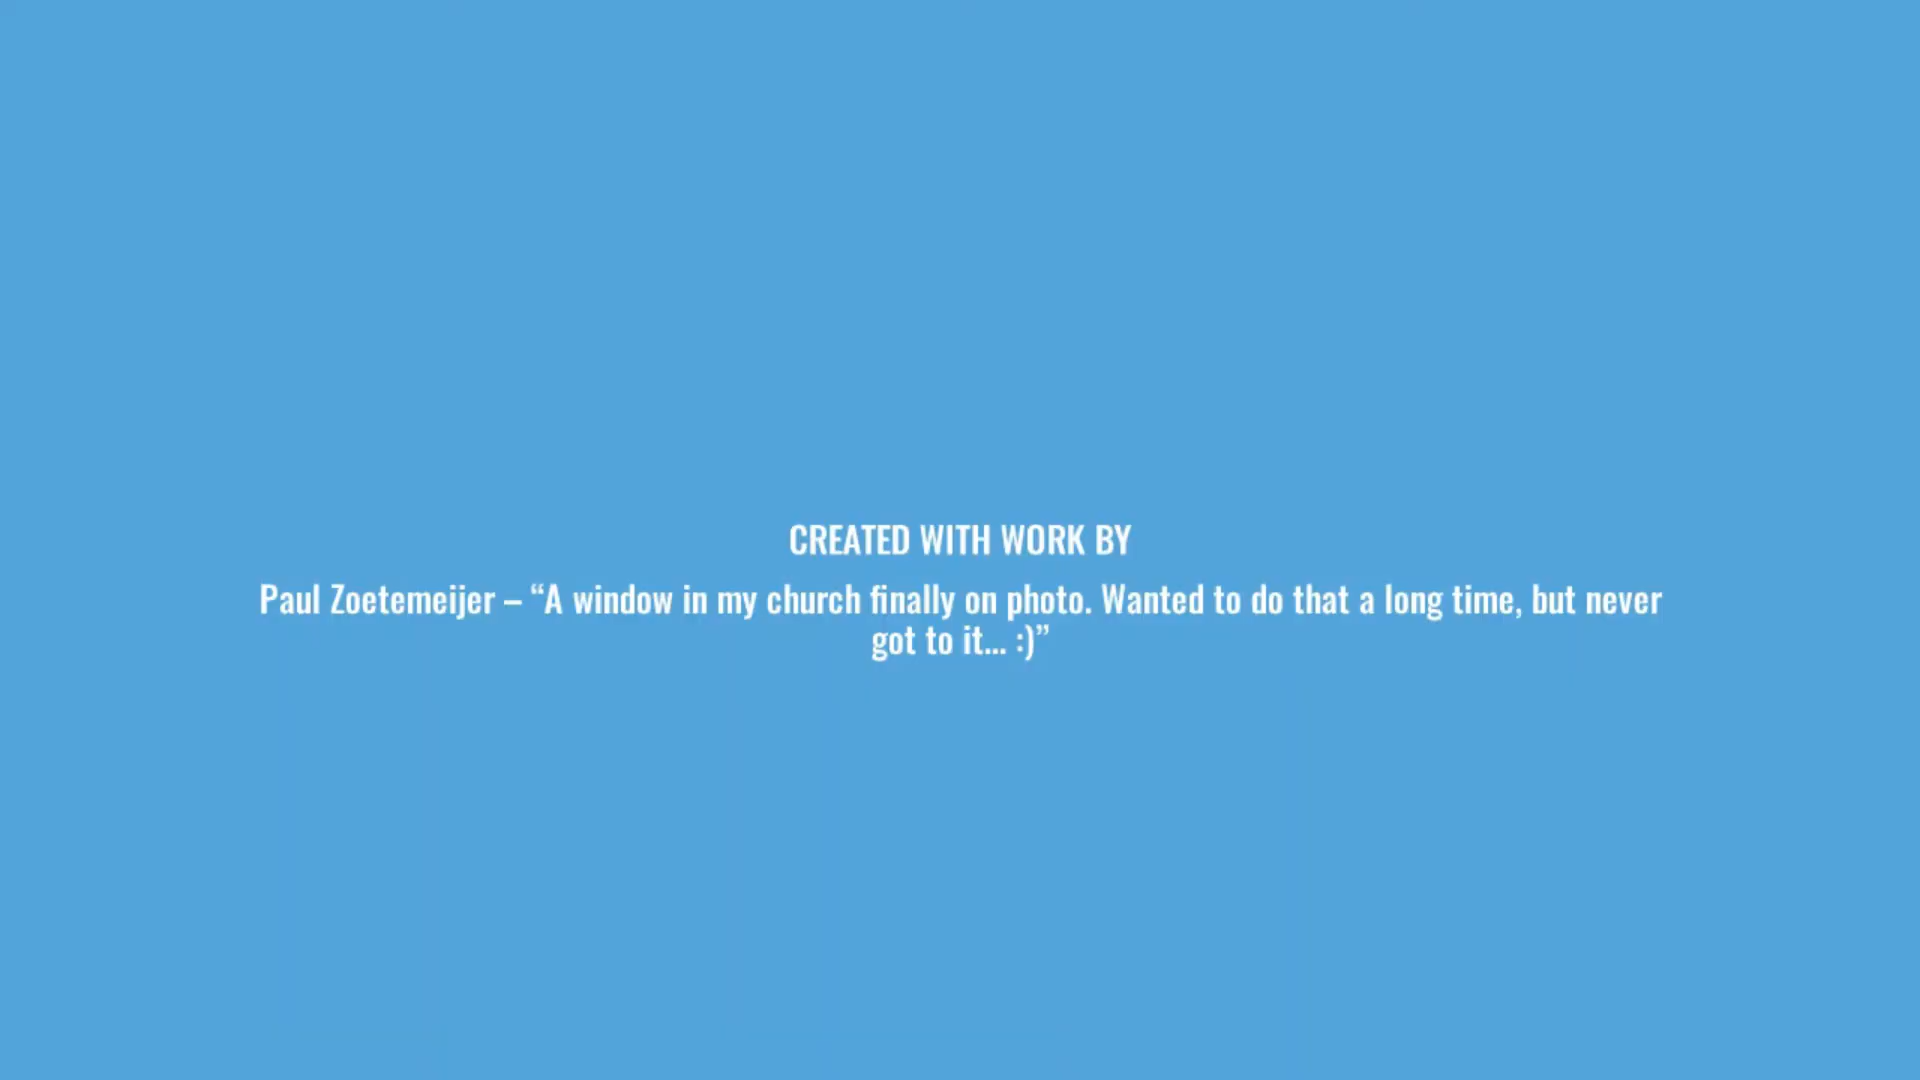 CREATED WITH WORK BY
Paul Zoetemeijer – “A window in my church finally on photo. Wanted to do that a long time, but never
got to it... :)”